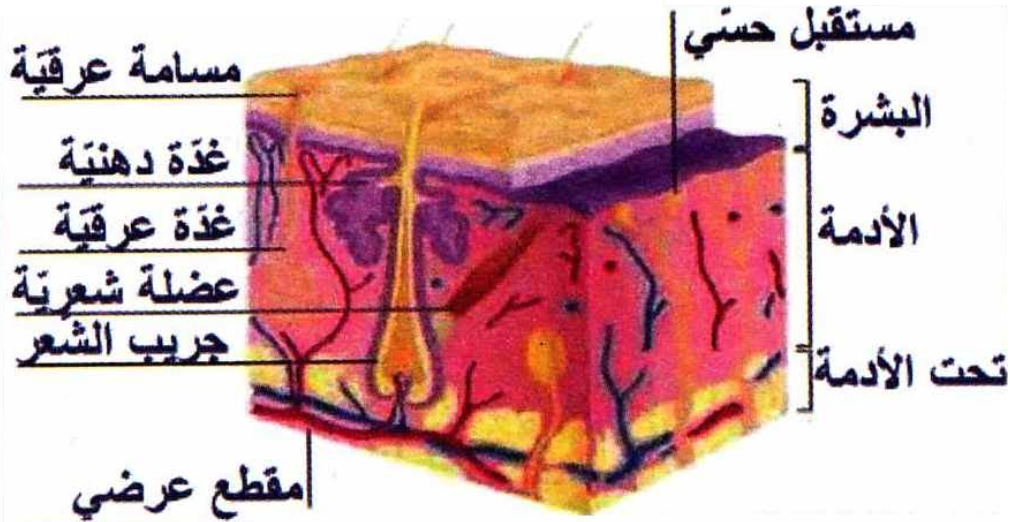 مستقبل حسّي
مسامة عرقيّة
البشرة
غدّة دهنيّة
غدّة عرقيّة
الأدمة
عضلة شعريّة
جريب الشعر
تحت الأدمة
مقطع عرضي